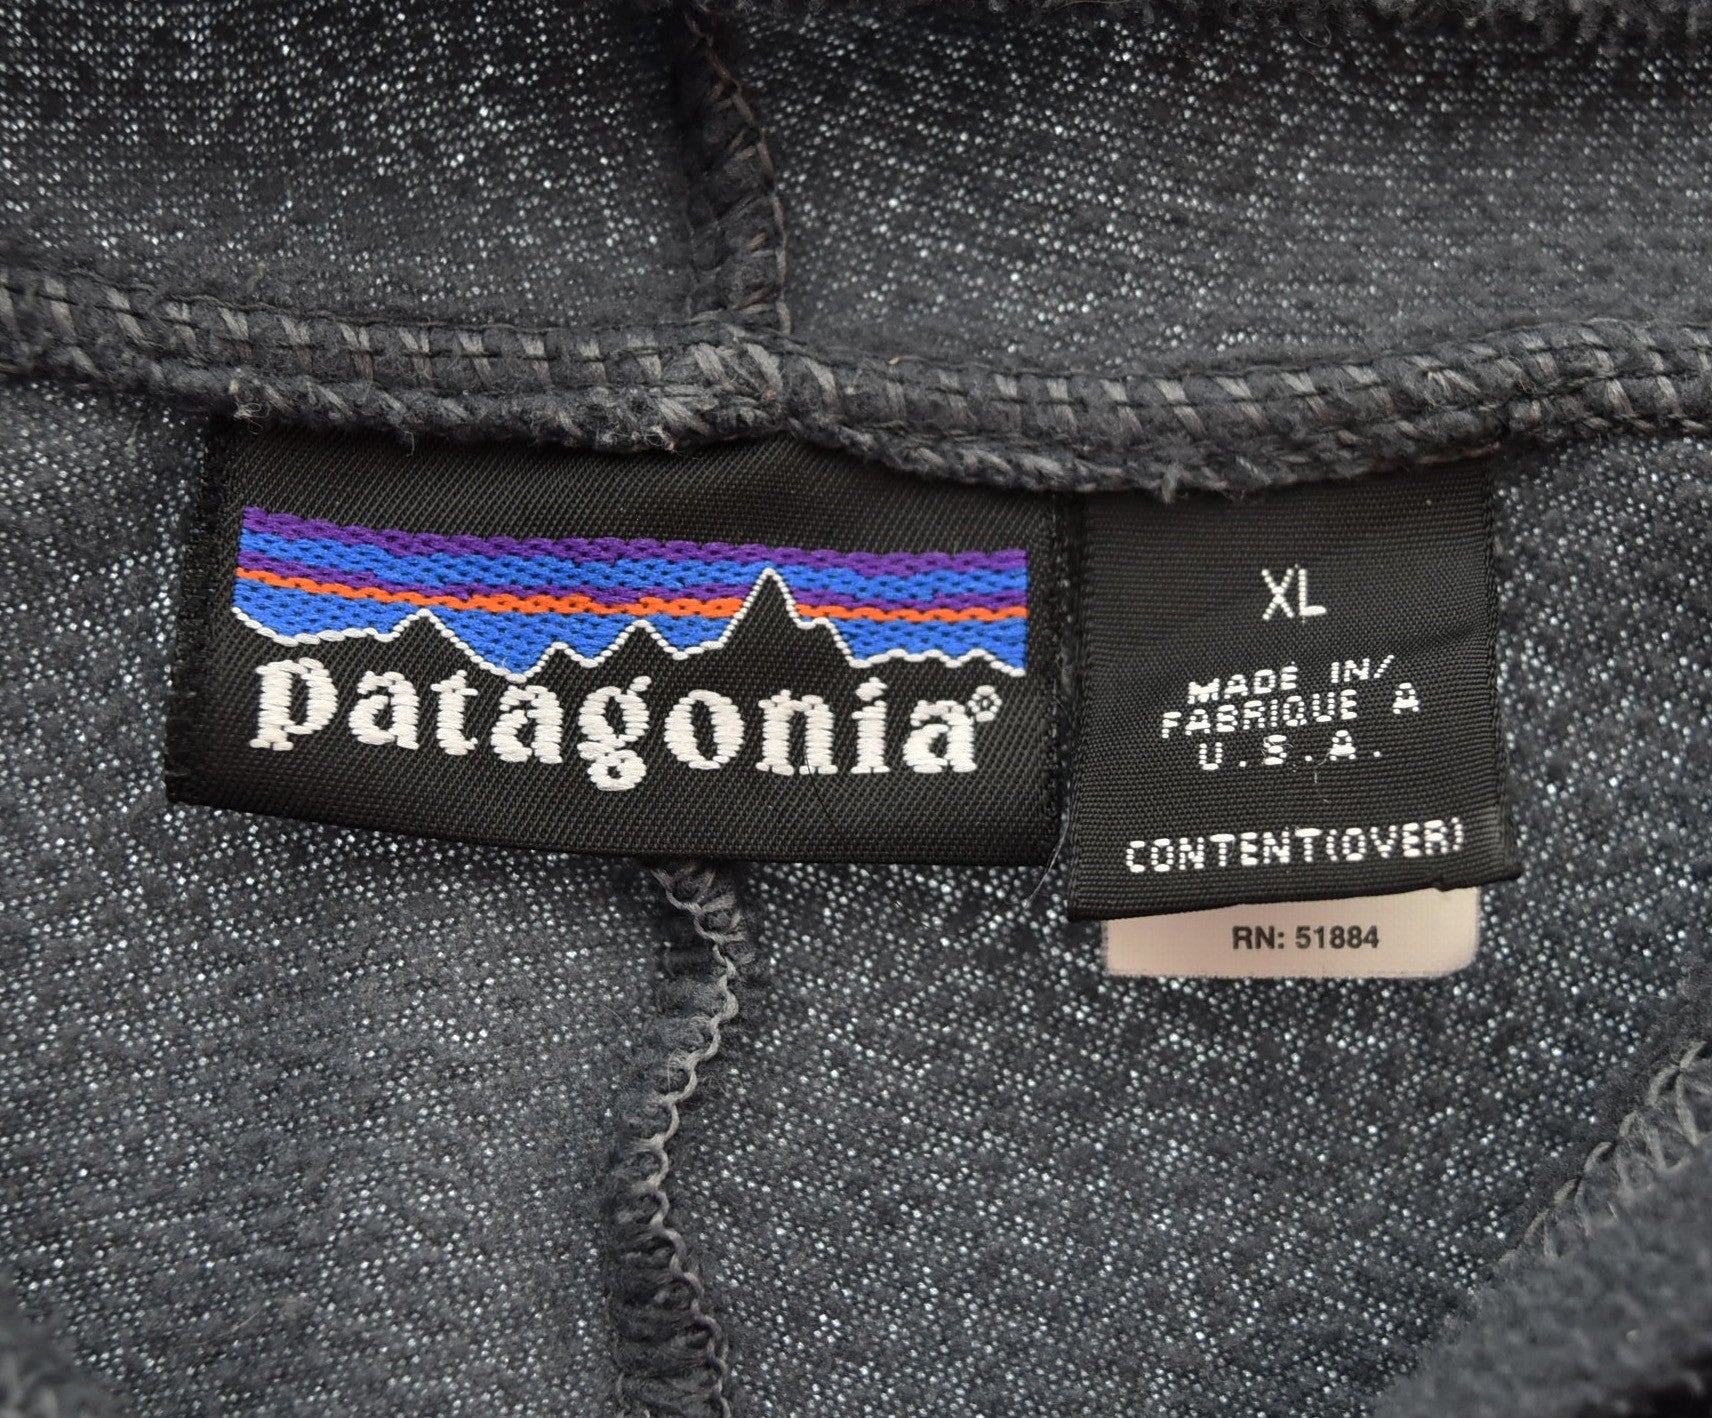 patagonia®
XL
MADE IN/
FABRIQUE A
U.S.A.
CONTENT(OVER)
RN: 51884